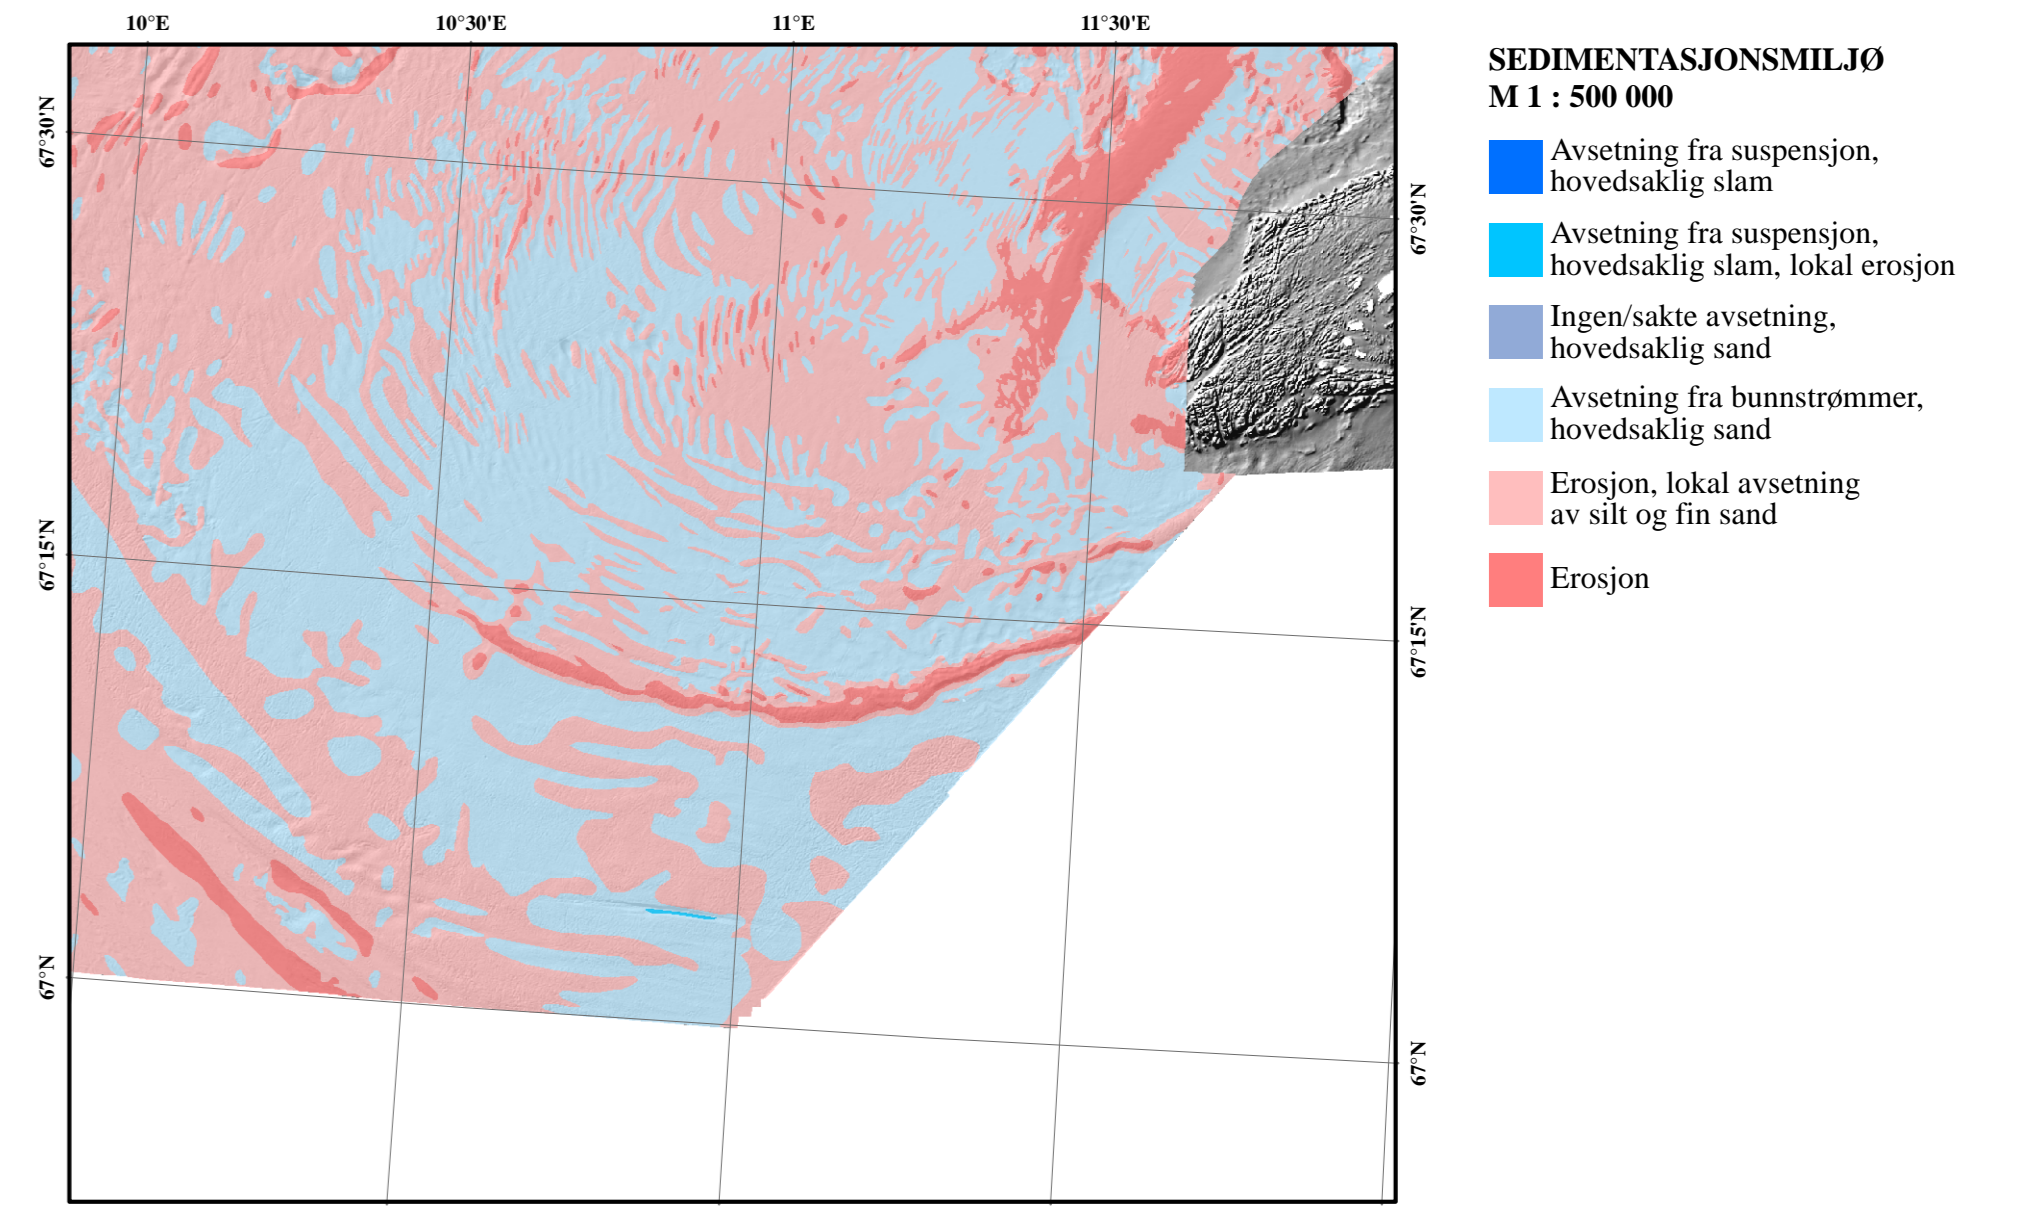 10°E 10°30'E 11°E 11°30'E
67°30'N
67°15'N
67°N
67°30'N
67°15'N
67°N
SEDIMENTASJONSMILJØ
M 1 : 500 000
Avsetning fra suspensjon,
hovedsaklig slam
Avsetning fra suspensjon,
hovedsaklig slam, lokal erosjon
Ingen/sakte avsetning,
hovedsaklig sand
Avsetning fra bunnstrømmer,
hovedsaklig sand
Erosjon, lokal avsetning
av silt og fin sand
Erosjon